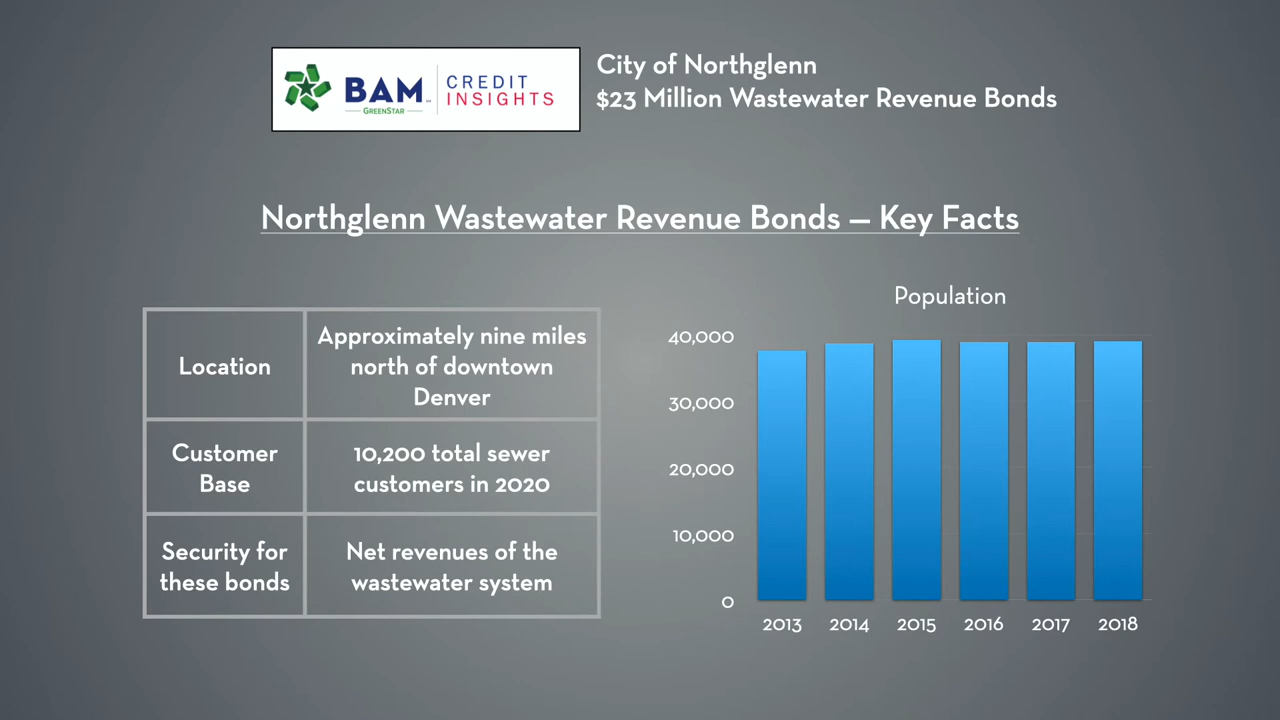 BAM
GREENSTAR
CREDIT
INSIGHTS
City of Northglenn
$23 Million Wastewater Revenue Bonds
Northglenn Wastewater Revenue Bonds — Key Facts
Location
Approximately nine miles
north of downtown
Denver
Customer
Base
10,200 total sewer
customers in 2020
Security for
these bonds
Net revenues of the
wastewater system
Population
40,000
30,000
20,000
10,000
0
2013 2014 2015 2016 2017 2018